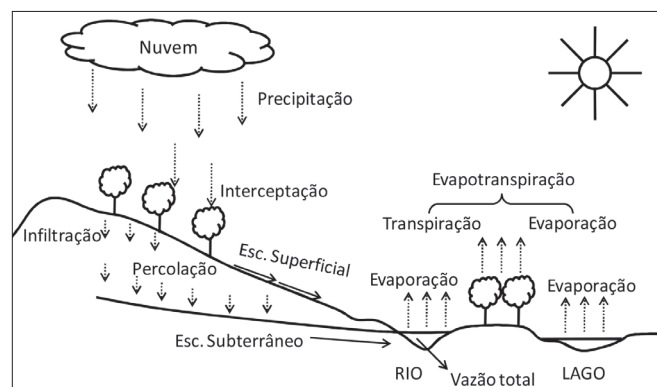 Nuvem
Precipitação
Interceptação
Infiltração
Percolação
Esc. Superficial
Esc. Subterrâneo
Evapotranspiração
Transpiração
Evaporação
Evaporação
Evaporação
RIO
Vazão total
LAGO